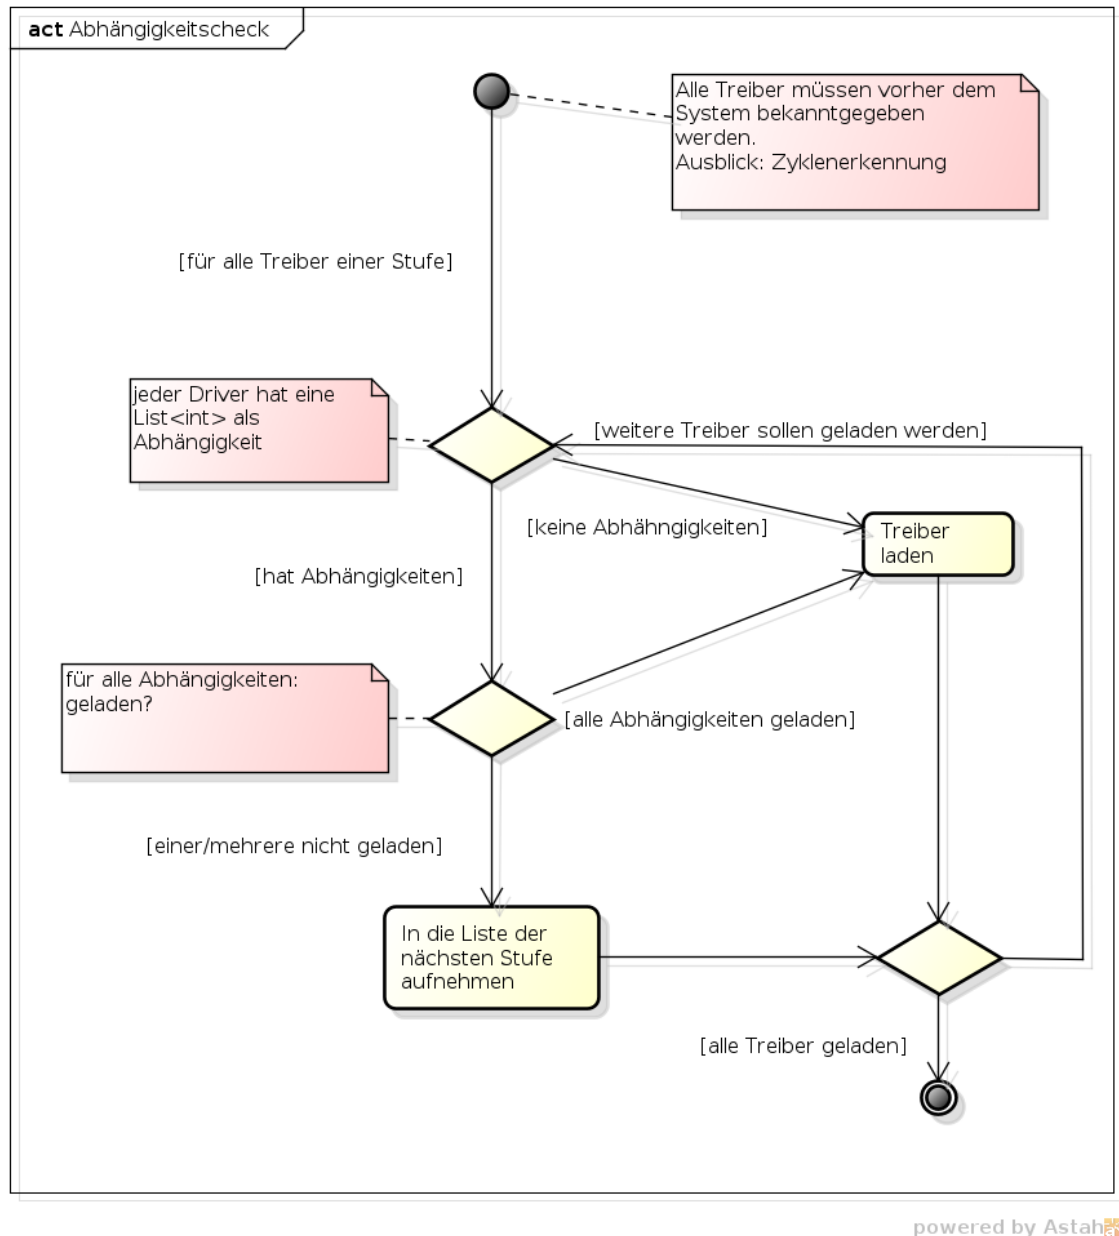 act Abhängigkeitscheck
Alle Treiber müssen vorher dem
System bekanntgegeben
werden.
Ausblick: Zyklenerkennung
[für alle Treiber einer Stufe]
jeder Driver hat eine
List<int> als
Abhängigkeit
[weitere Treiber sollen geladen werden]
[keine Abhähngigkeiten]
Treiber
laden
[hat Abhängigkeiten]
für alle Abhängigkeiten:
geladen?
[alle Abhängigkeiten geladen]
[einer/mehrere nicht geladen]
In die Liste der
nächsten Stufe
aufnehmen
[alle Treiber geladen]
powered by Astah